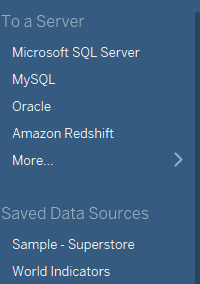 To a Server
Microsoft SQL Server
MySQL
Oracle
Amazon Redshift
More...
Saved Data Sources
Sample - Superstore
World Indicators